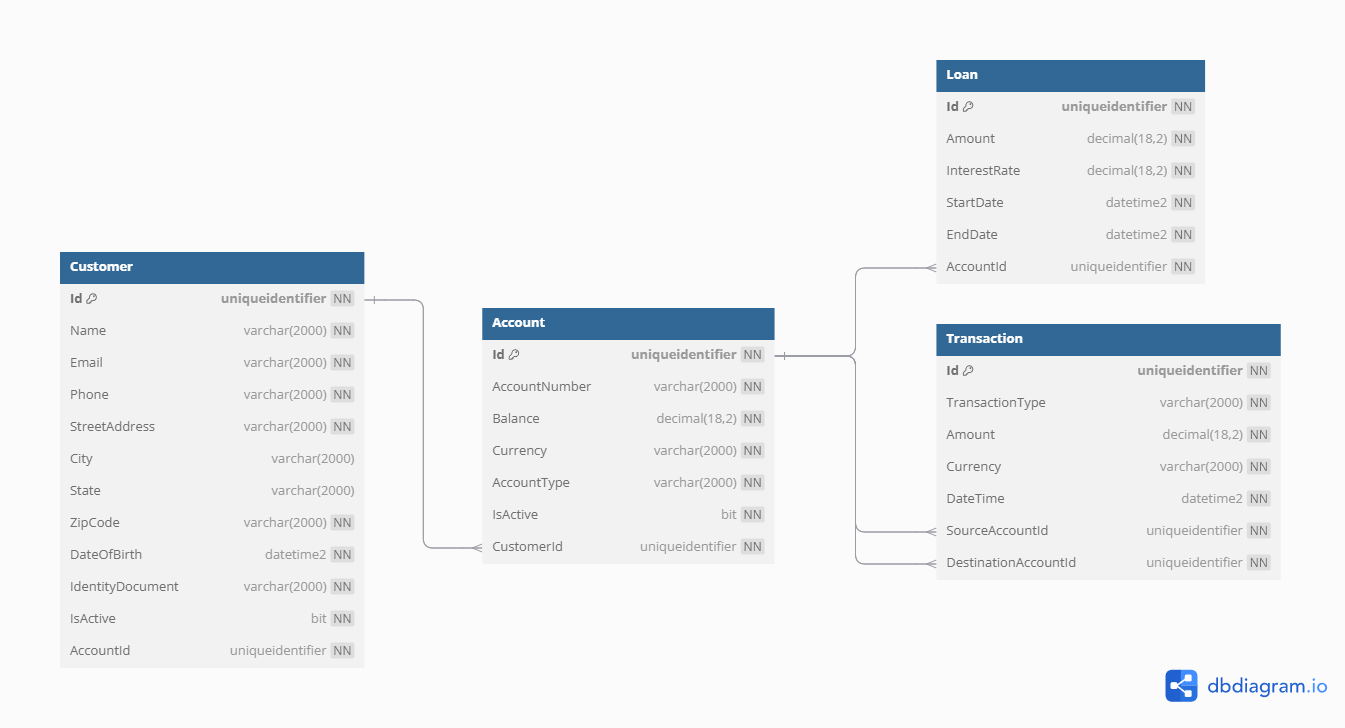 Customer
Id uniqueidentifier NN
Name varchar(2000) NN
Email varchar(2000) NN
Phone varchar(2000) NN
StreetAddress varchar(2000) NN
City varchar(2000)
State varchar(2000)
ZipCode varchar(2000) NN
DateOfBirth datetime2 NN
IdentityDocument varchar(2000) NN
IsActive bit NN
AccountId uniqueidentifier NN
Account
Id uniqueidentifier NN
AccountNumber varchar(2000) NN
Balance decimal(18,2) NN
Currency varchar(2000) NN
AccountType varchar(2000) NN
IsActive bit NN
CustomerId uniqueidentifier NN
Loan
Id uniqueidentifier NN
Amount decimal(18,2) NN
InterestRate decimal(18,2) NN
StartDate datetime2 NN
EndDate datetime2 NN
AccountId uniqueidentifier NN
Transaction
Id uniqueidentifier NN
TransactionType varchar(2000) NN
Amount decimal(18,2) NN
Currency varchar(2000) NN
DateTime datetime2 NN
SourceAccountId uniqueidentifier NN
DestinationAccountId uniqueidentifier NN
dbdiagram.io